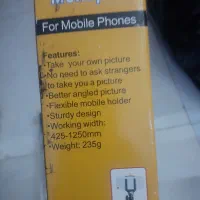 For Mobile Phones
Features:
•Take your own picture
•No need to ask strangers
to take you a picture
•Better angled picture
•Flexible mobile holder
•Sturdy design
•Working width:
425-1250mm
•Weight: 235g